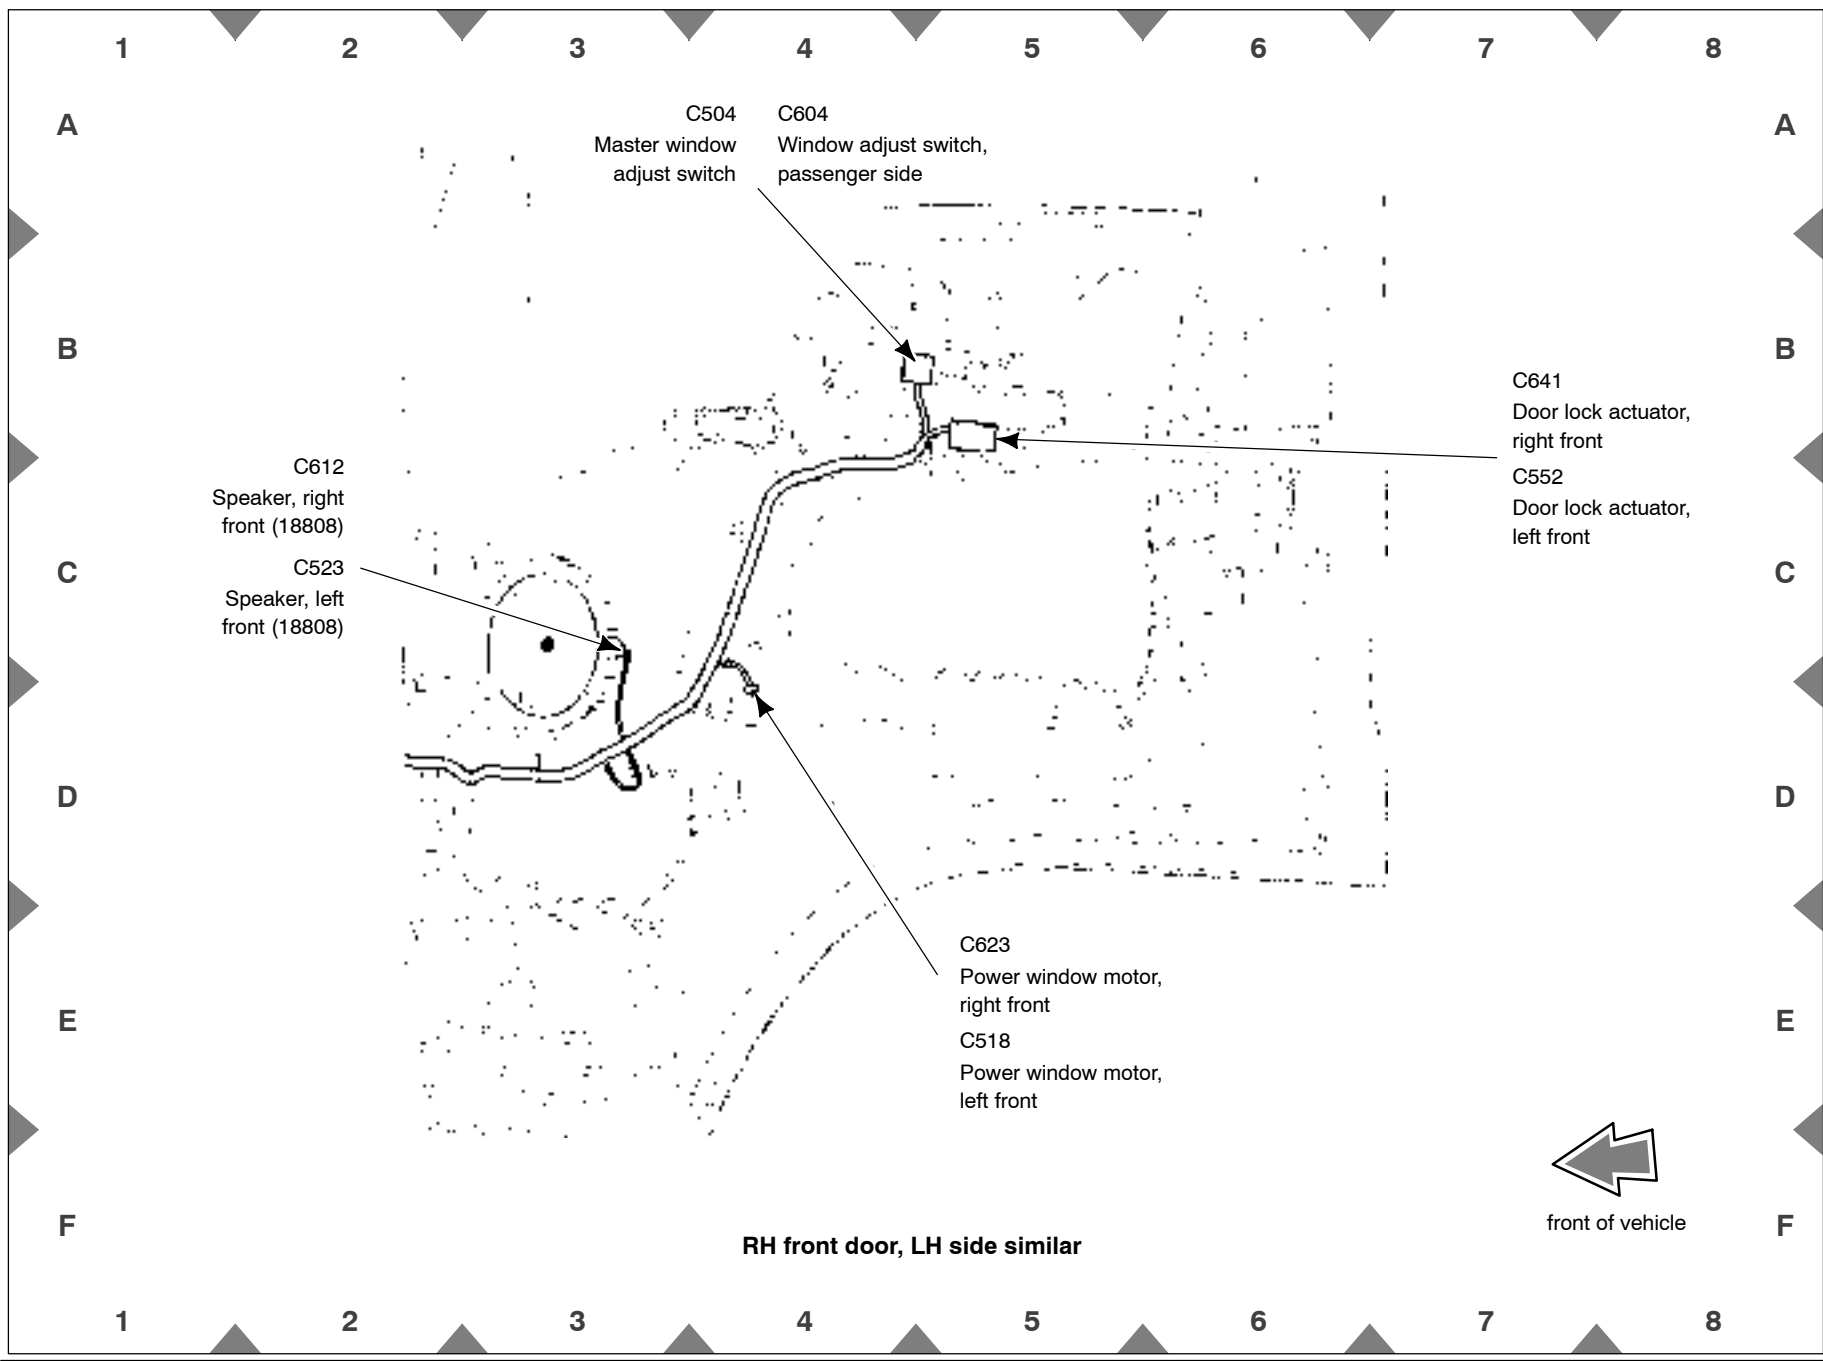 1 2 3 4 5 6 7 8
A A
C504
Master window
adjust switch
C604
Window adjust switch,
passenger side
B B
C641
Door lock actuator,
right front
C552
Door lock actuator,
left front
C612
Speaker, right
front (18808)
C523
Speaker, left
front (18808)
C C
D D
C623
Power window motor,
right front
C518
Power window motor,
left front
E E
front of vehicle
F F
RH front door, LH side similar
1 2 3 4 5 6 7 8